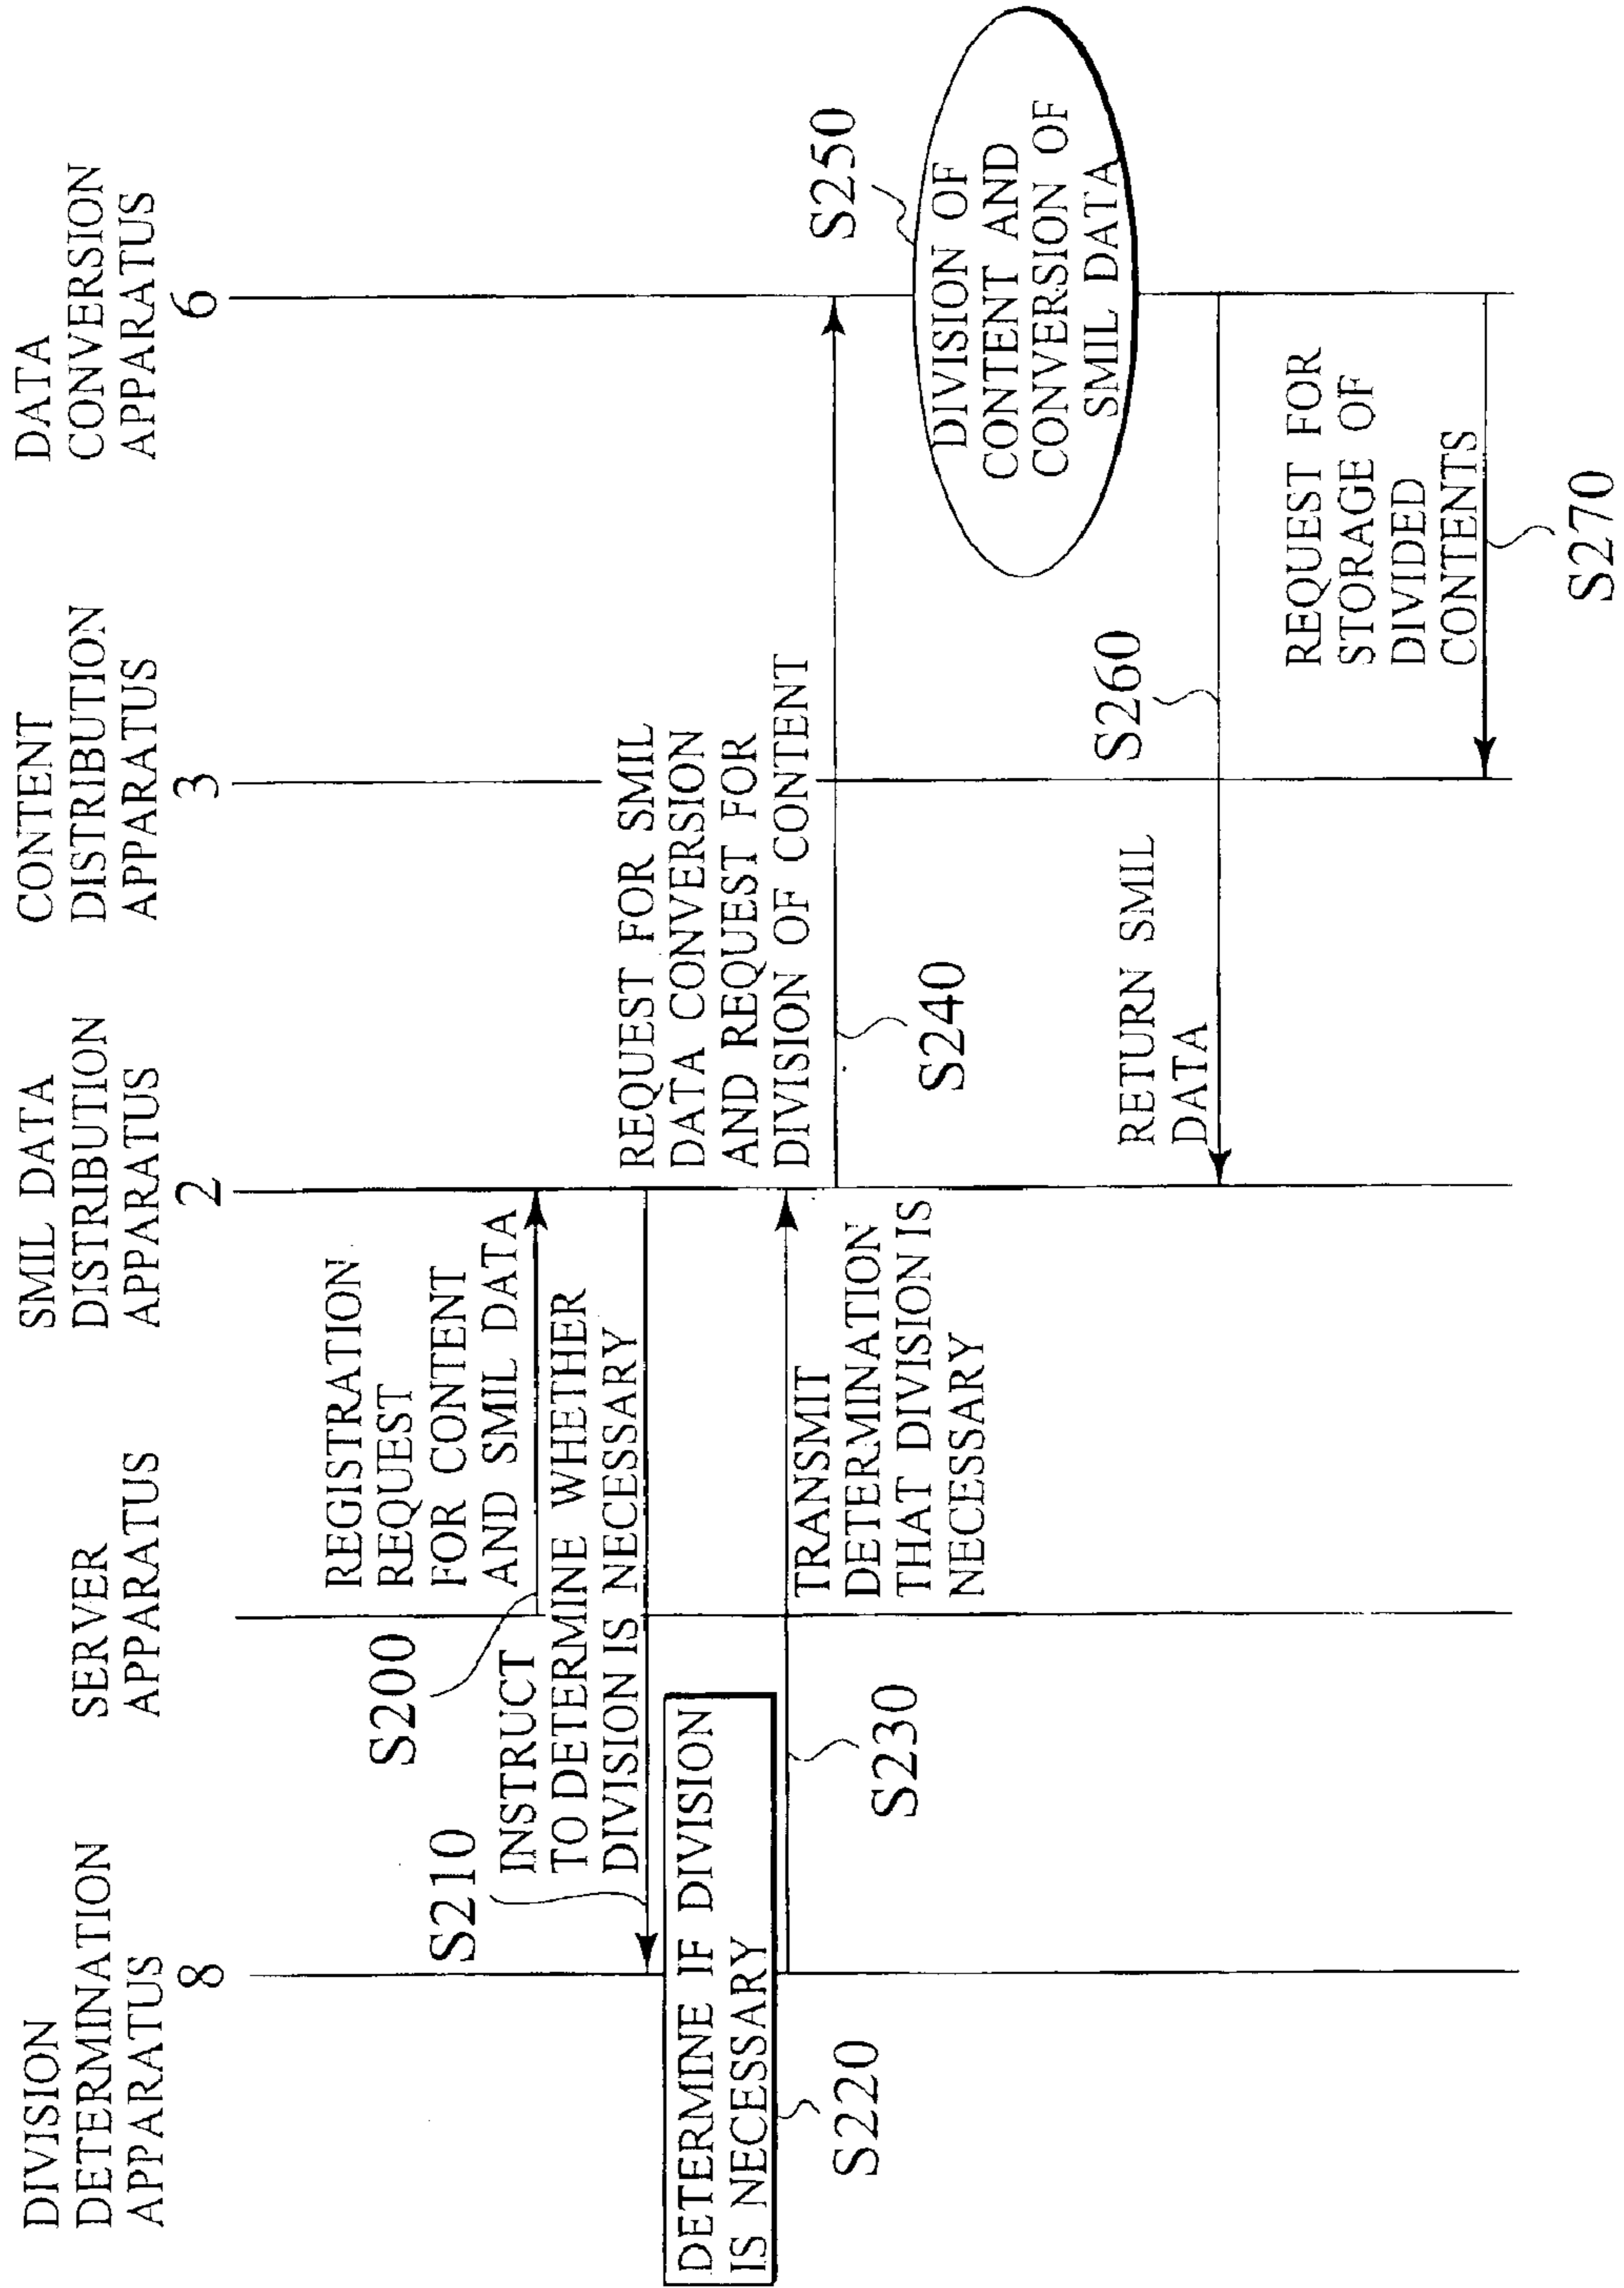 DIVISION
DETERMINATION
APPARATUS
8
SERVER
APPARATUS
SMIL DATA
DISTRIBUTION
APPARATUS
2
CONTENT
DISTRIBUTION
APPARATUS
3
DATA
CONVERSION
APPARATUS
6
REGISTRATION
REQUEST
FOR CONTENT
AND SMIL DATA
S200
S210
INSTRUCT
TO DETERMINE WHETHER
DIVISION IS NECESSARY
DETERMINE IF DIVISION
IS NECESSARY
S220
TRANSMIT
DETERMINATION
THAT DIVISION IS
NECESSARY
S230
REQUEST FOR SMIL
DATA CONVERSION
AND REQUEST FOR
DIVISION OF CONTENT
S240
S250
DIVISION OF
CONTENT AND
CONVERSION OF
SMIL DATA
RETURN SMIL
DATA
S260
REQUEST FOR
STORAGE OF
DIVIDED
CONTENTS
S270